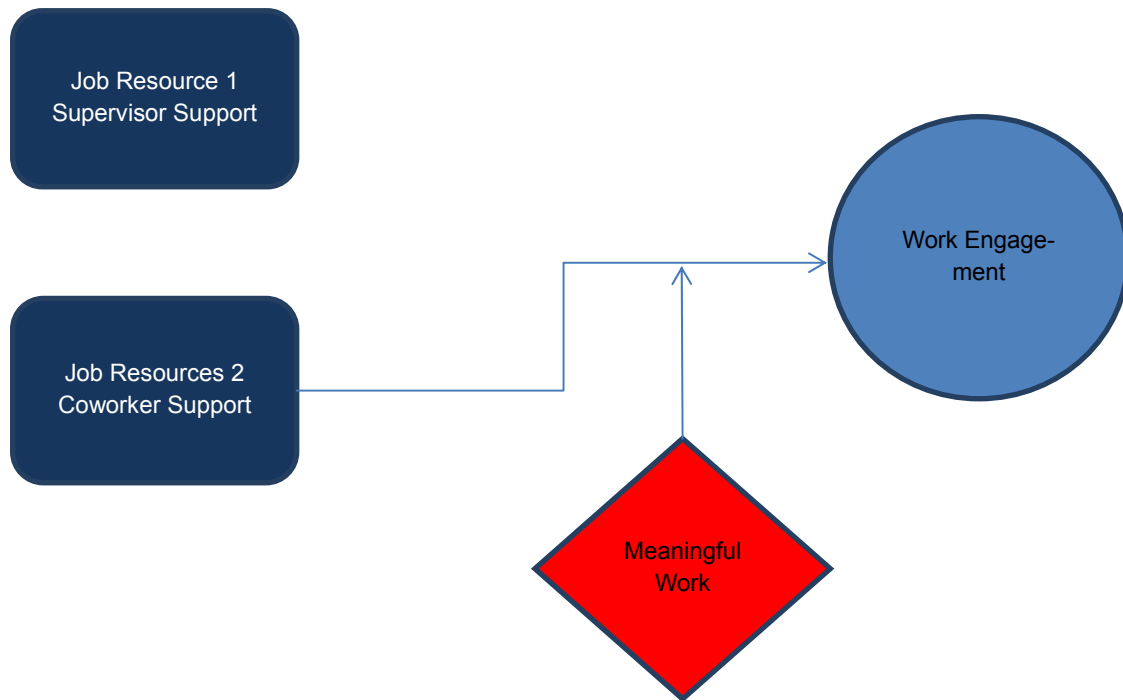 Job Resource 1
Supervisor Support
Work Engage-
ment
Job Resources 2
Coworker Support
Meaningful
Work